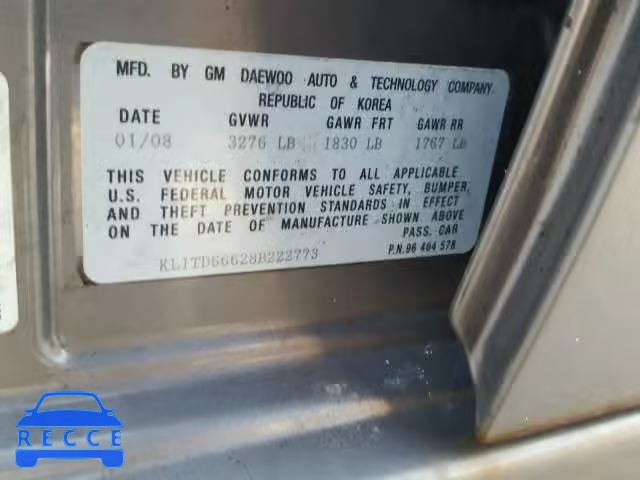 MFD. BY GM DAEWOO AUTO & TECHNOLOGY COMPANY
REPUBLIC OF KOREA
DATE GVWR GAWR FRT GAWR RR
01/08 3276 LB 1830 LB 1767 LB
THIS VEHICLE CONFORMS TO ALL APPLICABLE
U.S. FEDERAL MOTOR VEHICLE SAFETY, BUMPER,
AND THEFT PREVENTION STANDARDS IN EFFECT
ON THE DATE OF MANUFACTURE SHOWN ABOVE
PASS. CAR
KL1TD66628B222773
P.N.96 404 578
RECCE